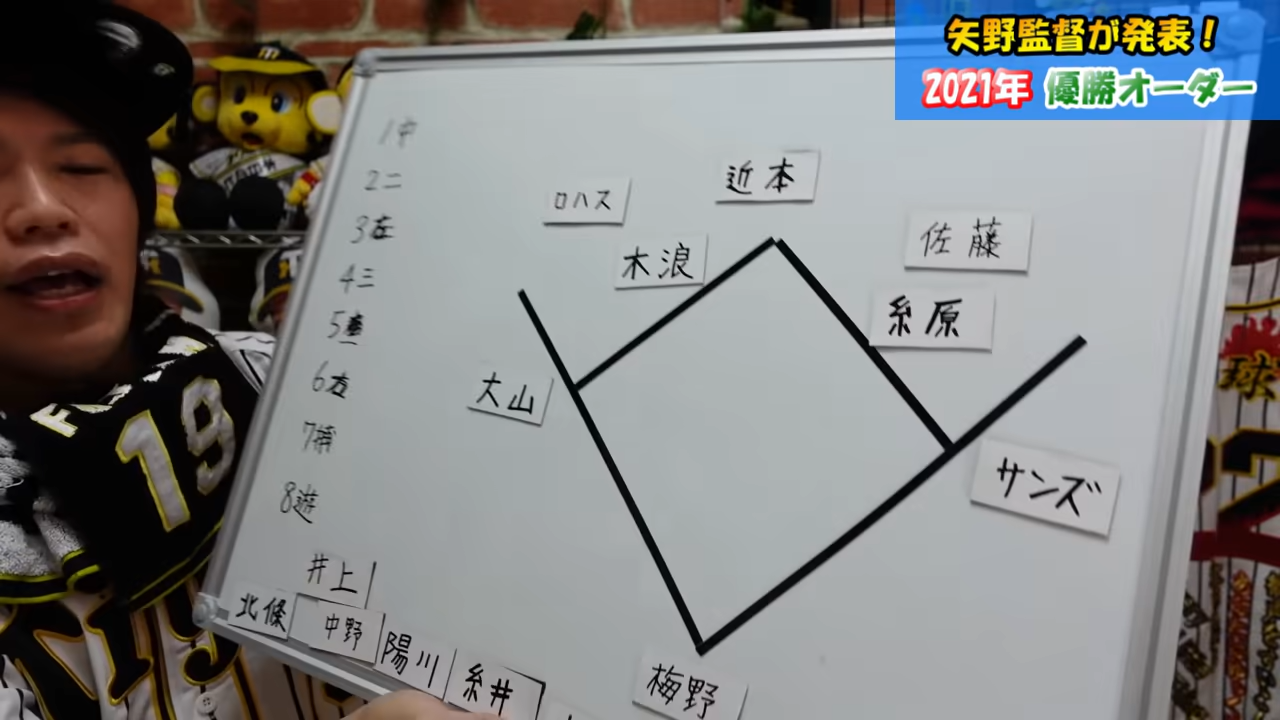 矢野監督が発表！
2021年 優勝オーダー
1中
2二
3左
4三
5壱
6右
7捕
8遊
近本
ロハス
木浪
佐藤
糸原
大山
サンズ
梅野
井上
北條
中野
陽川
糸井
19
球